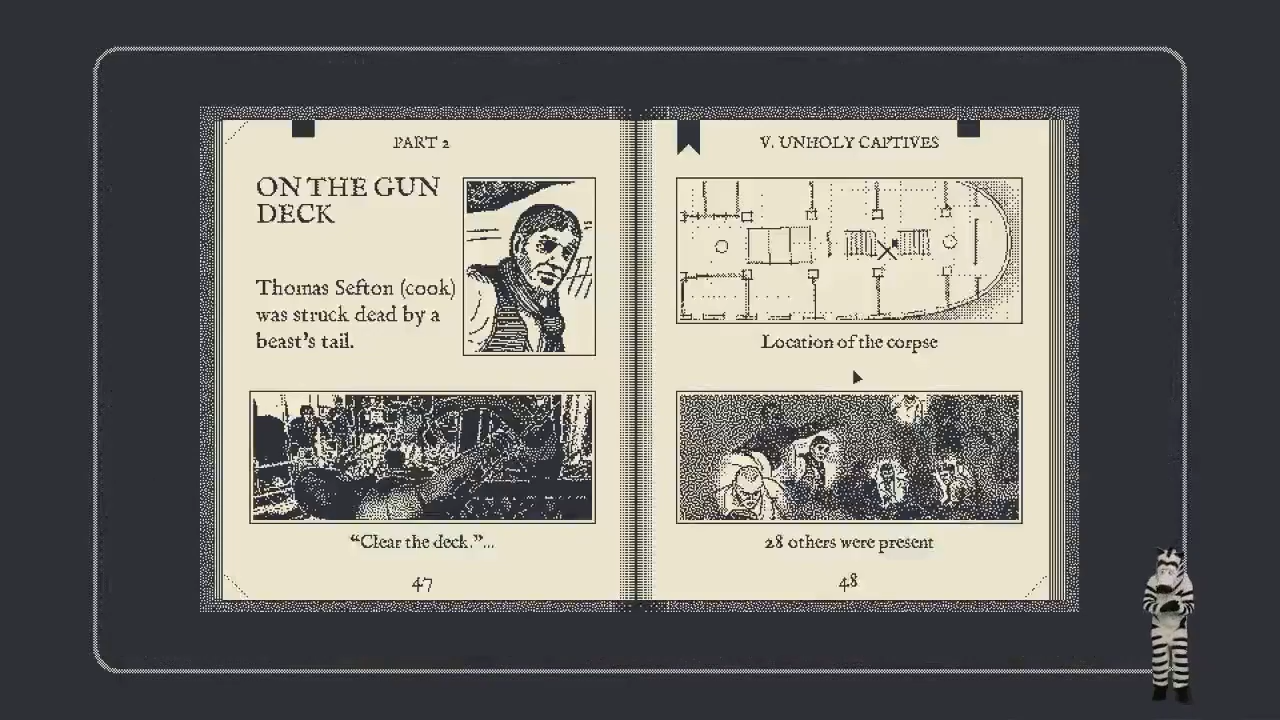 PART 2
ON THE GUN
DECK
Thomas Sefton (cook)
was struck dead by a
beast's tail.
"Clear the deck."...
47
V. UNHOLY CAPTIVES
Location of the corpse
28 others were present
48